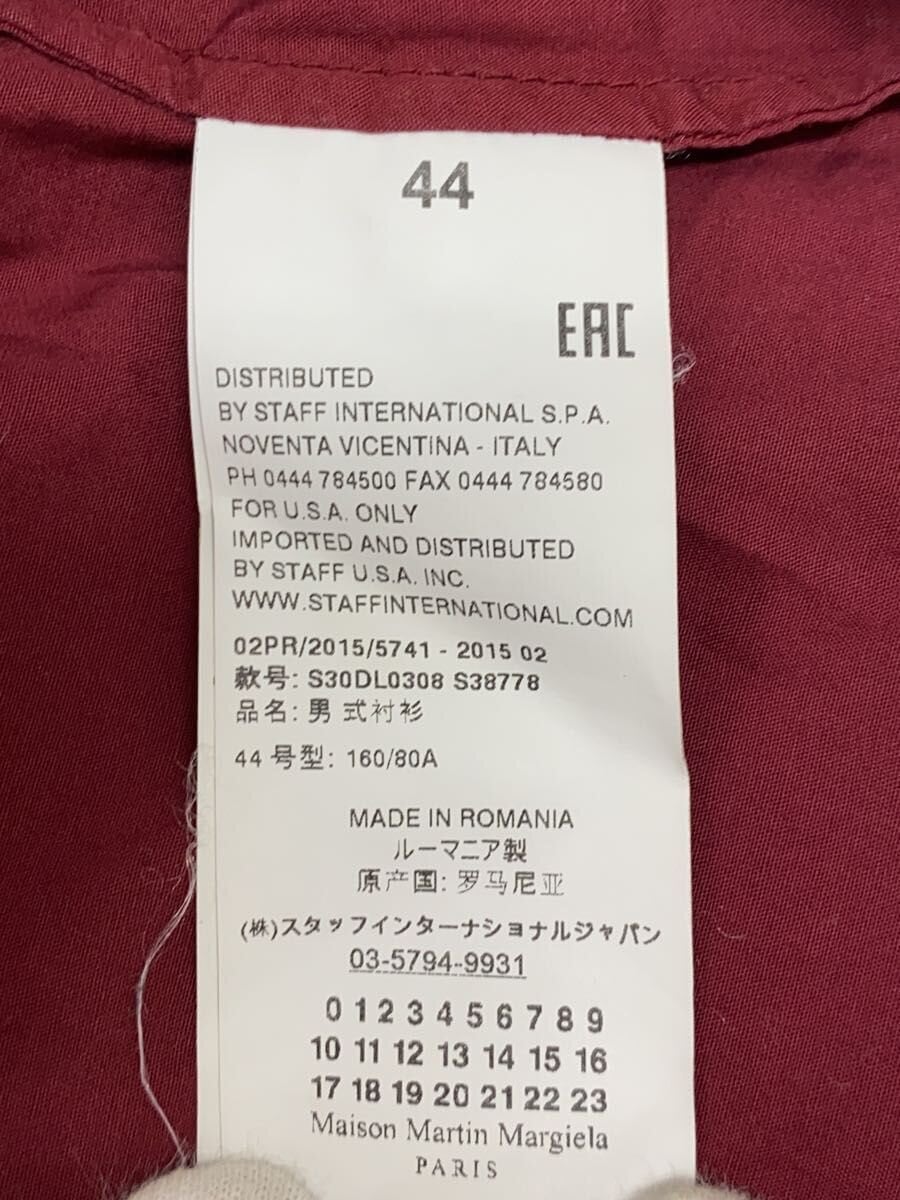 44
EAC
DISTRIBUTED
BY STAFF INTERNATIONAL S.P.A.
NOVENTA VICENTINA - ITALY
PH 0444 784500 FAX 0444 784580
FOR U.S.A. ONLY
IMPORTED AND DISTRIBUTED
BY STAFF U.S.A. INC.
WWW.STAFFINTERNATIONAL.COM
02PR/2015/5741 - 2015 02
款号: S30DL0308 S38778
品名: 男 式衬衫
44 号型: 160/80A
MADE IN ROMANIA
ルーマニア製
原产国: 罗马尼亚
(株)スタッフインターナショナルジャパン
03-5794-9931
0 1 2 3 4 5 6 7 8 9
10 11 12 13 14 15 16
17 18 19 20 21 22 23
Maison Martin Margiela
PARIS